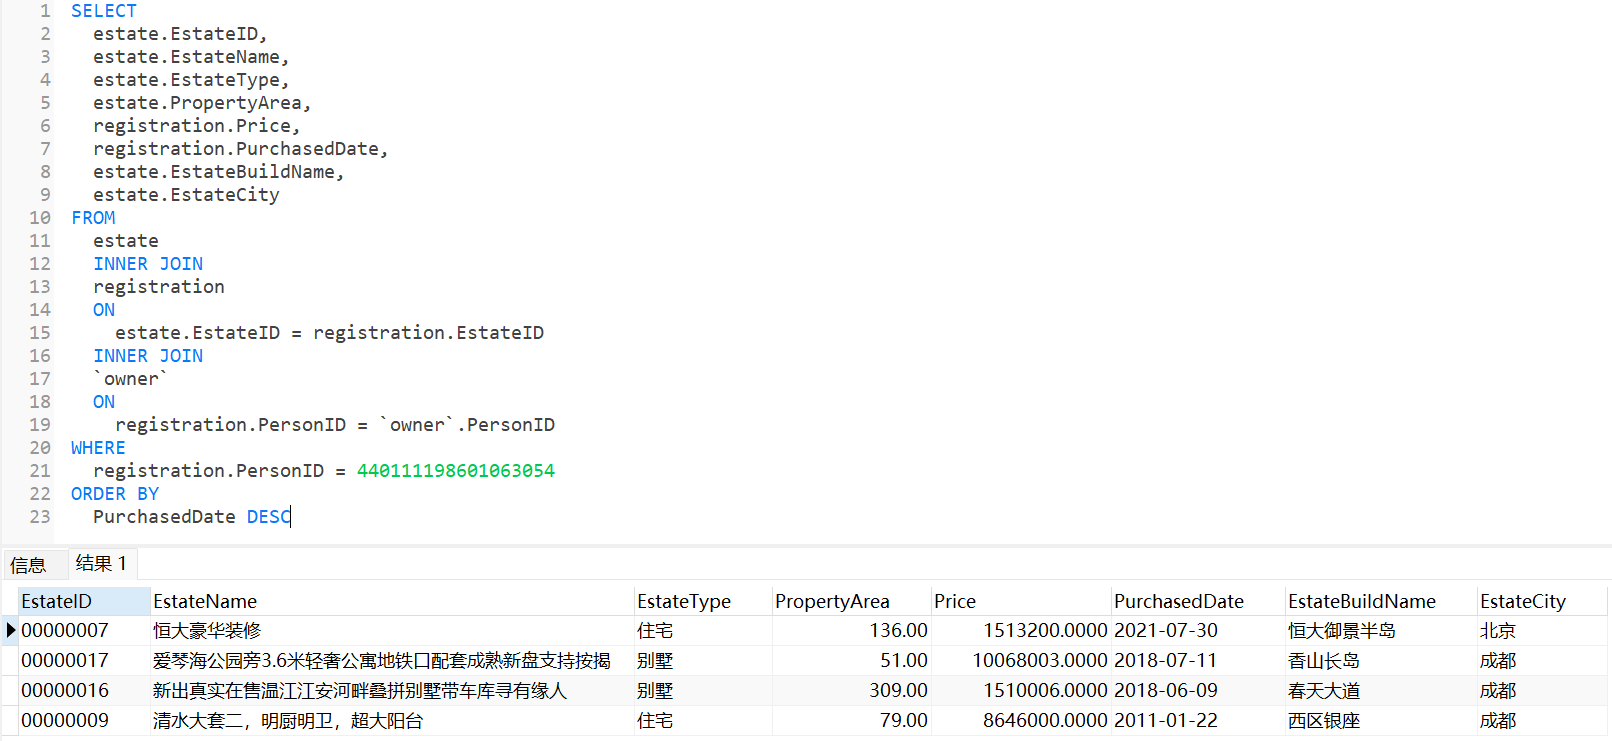 1 SELECT
2 estate.EstateID,
3 estate.EstateName,
4 estate.EstateType,
5 estate.PropertyArea,
6 registration.Price,
7 registration.PurchasedDate,
8 estate.EstateBuildName,
9 estate.EstateCity
10 FROM
11 estate
12 INNER JOIN
13 registration
14 ON
15 estate.EstateID = registration.EstateID
16 INNER JOIN
17 `owner`
18 ON
19 registration.PersonID = `owner`.PersonID
20 WHERE
21 registration.PersonID = 440111198601063054
22 ORDER BY
23 PurchasedDate DESC
信息 结果 1
EstateID EstateName EstateType PropertyArea Price PurchasedDate EstateBuildName EstateCity
00000007 恒大豪华装修 住宅 136.00 1513200.0000 2021-07-30 恒大御景半岛 北京
00000017 爱琴海公园旁3.6米轻奢公寓地铁口配套成熟新盘支持按揭 别墅 51.00 10068003.0000 2018-07-11 香山长岛 成都
00000016 新出真实在售温江江安河畔叠拼别墅带车库寻有缘人 别墅 309.00 1510006.0000 2018-06-09 春天大道 成都
00000009 清水大套二，明厨明卫，超大阳台 住宅 79.00 8646000.0000 2011-01-22 西区银座 成都